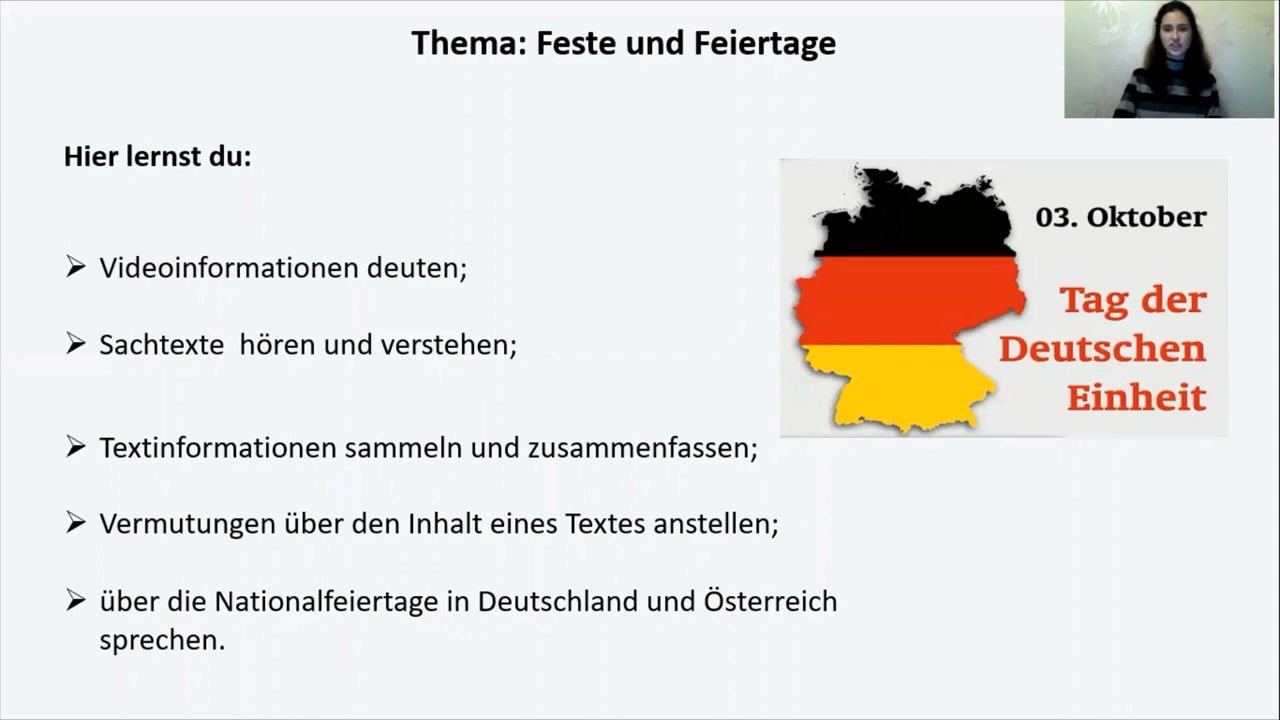 Thema: Feste und Feiertage
Hier lernst du:
Videoinformationen deuten;
Sachtexte hören und verstehen;
Textinformationen sammeln und zusammenfassen;
Vermutungen über den Inhalt eines Textes anstellen;
über die Nationalfeiertage in Deutschland und Österreich
sprechen.
03. Oktober
Tag der
Deutschen
Einheit